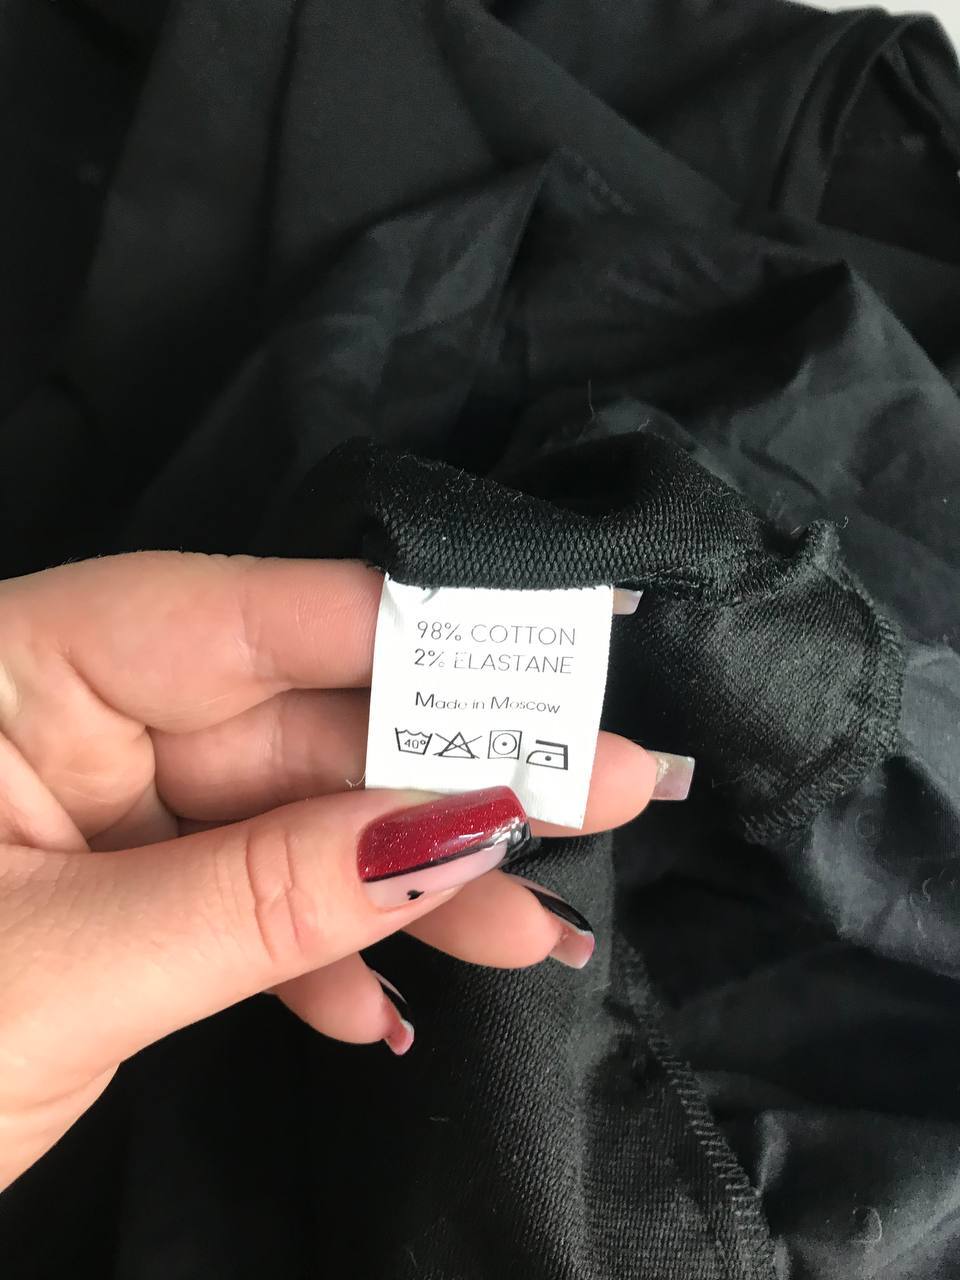 98% COTTON
2% ELASTANE
Made in Moscow
40°